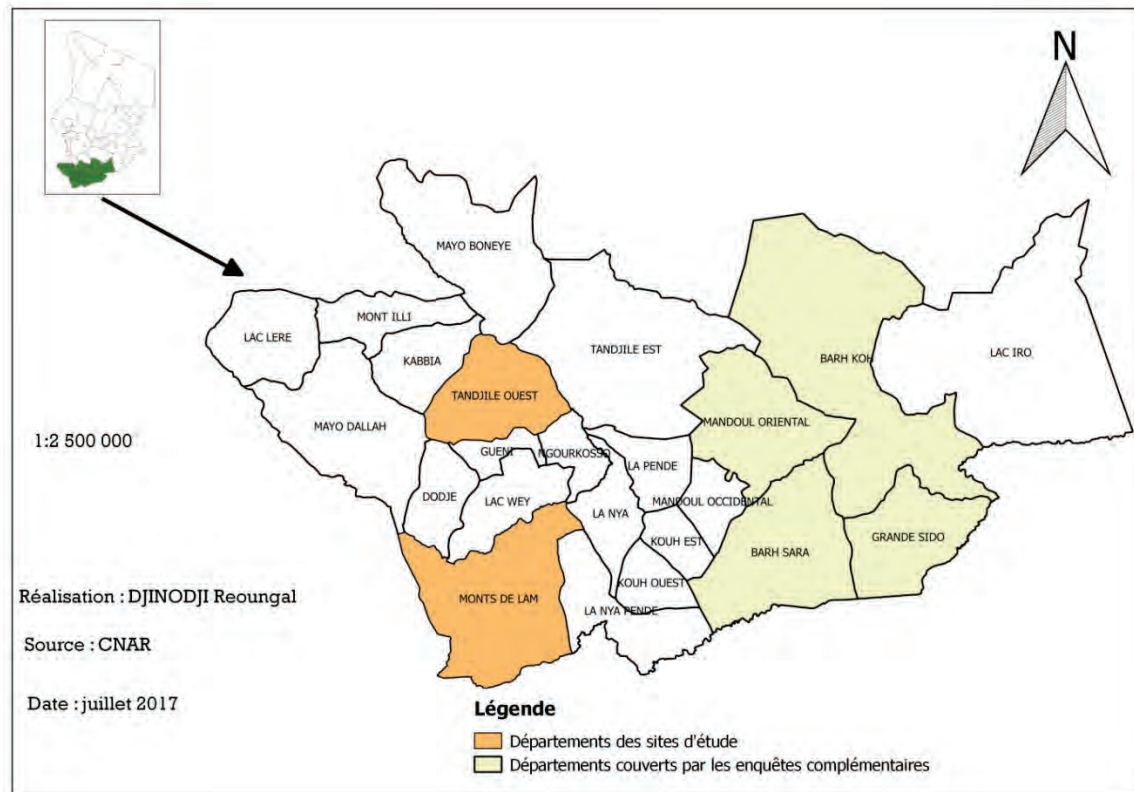 N
MAYO BONEYE
MONT ILLI
LAC LERE
KABBIA
TANDJILE EST
BARH KOH
LAC IRO
TANDJILE OUEST
MAYO DALLAH
MANDOUL ORIENTAL
1:2 500 000
GUENI
NGOURKOSSO
LA PENDE
DODJE
LAC WEY
MANDOUL OCCIDENTAL
LA NYA
KOUH EST
GRANDE SIDO
BARH SARA
KOUH OUEST
MONTS DE LAM
LA NYA PENDE
Réalisation : DJINODJI Reoungal
Source : CNAR
Date : juillet 2017
Légende
Départements des sites d'étude
Départements couverts par les enquêtes complémentaires